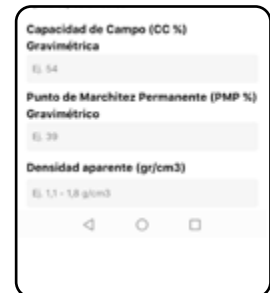 Capacidad de Campo (CC %)
Gravimétrica
Ej. 54
Punto de Marchitez Permanente (PMP %)
Gravimétrico
Ej. 39
Densidad aparente (gr/cm3)
Ej. 1,1 - 1,8 g/cm3